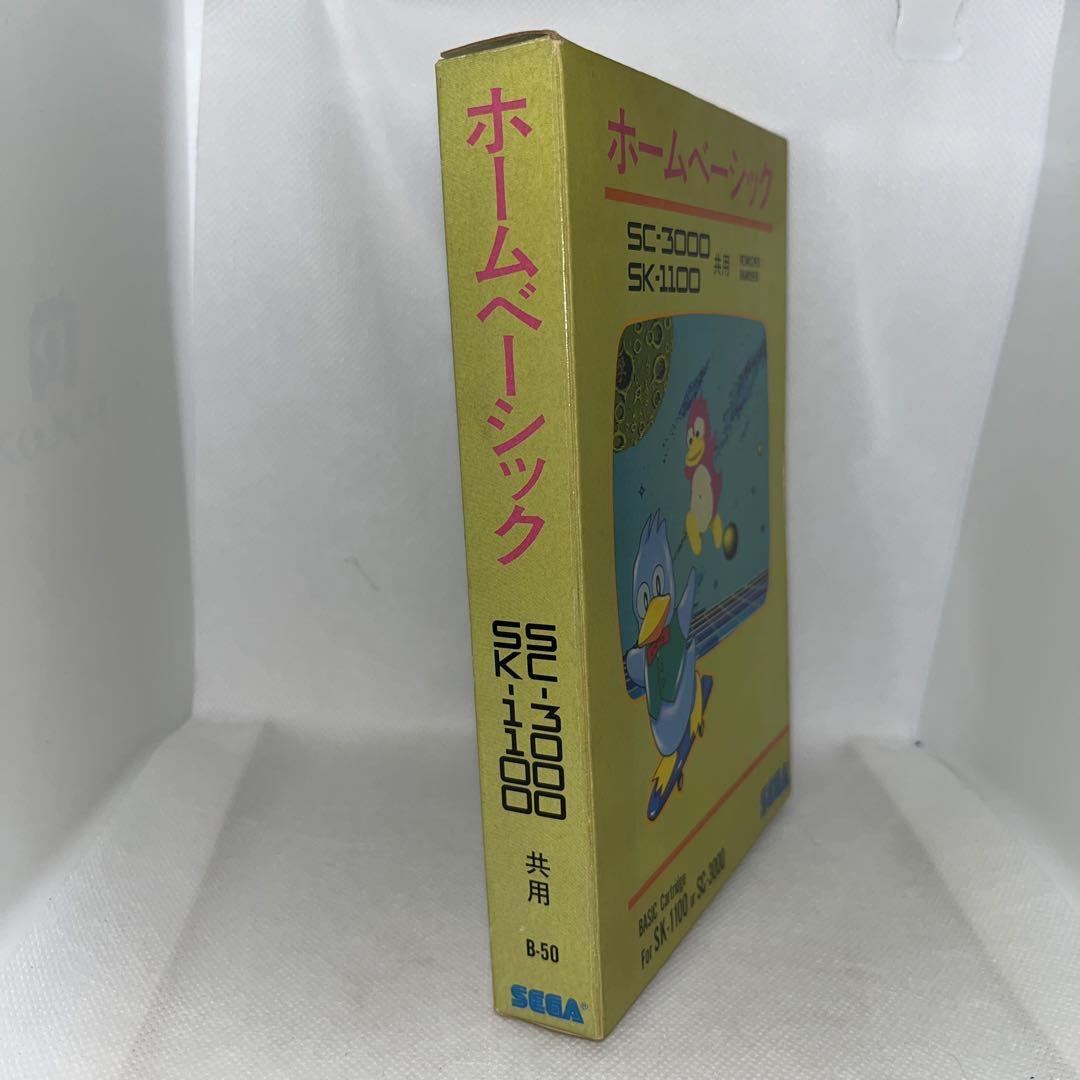 ホームベーシック
SC-3000
SK-1100
共用
B-50
SEGA®
ホームベーシック
SC-3000
SK-1100
共用
SEGA
BASIC Cartridge
For SK-1100 or SC-3000